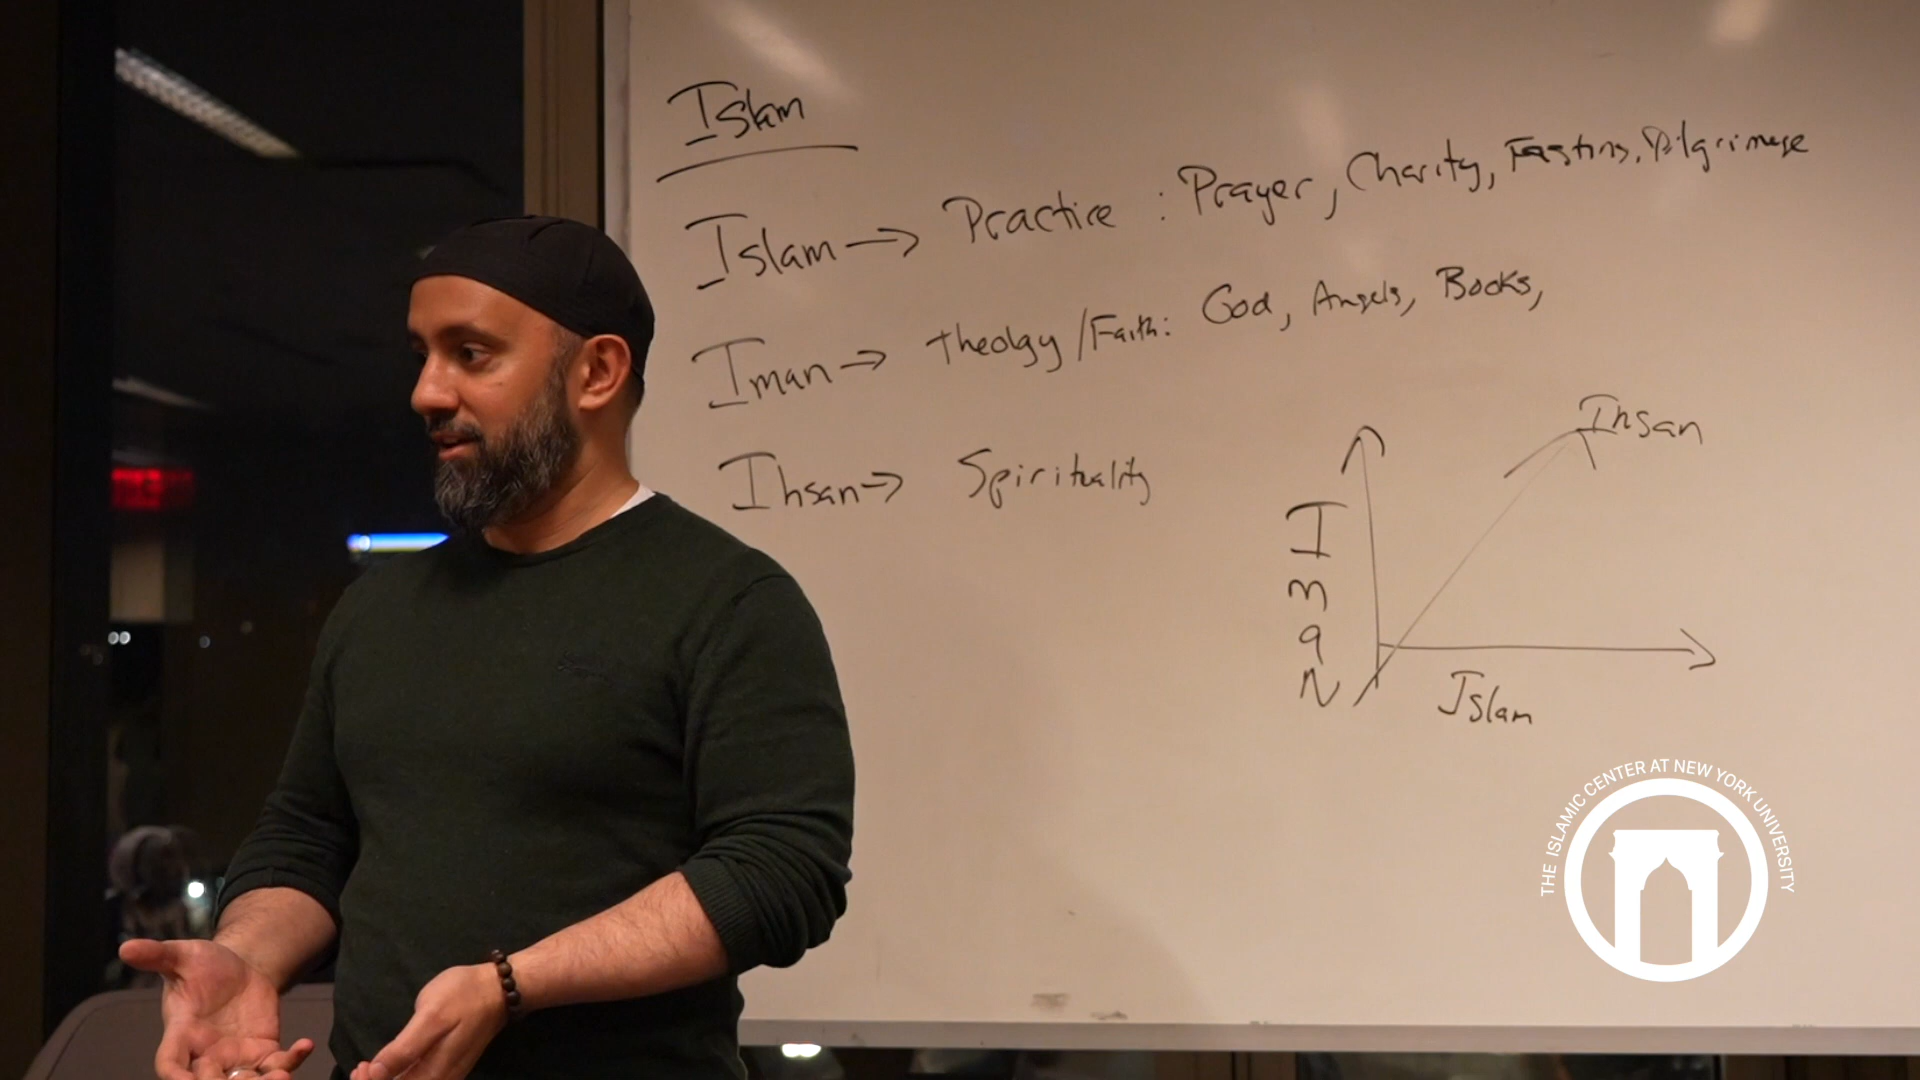 Islam
Islam → Practice : Prayer, Charity, Fasting, Pilgrimage
Iman → theology / Faith: God, Angels, Books,
Ihsan → Spirituality
Ihsan
Iman
Islam
THE ISLAMIC CENTER AT NEW YORK UNIVERSITY